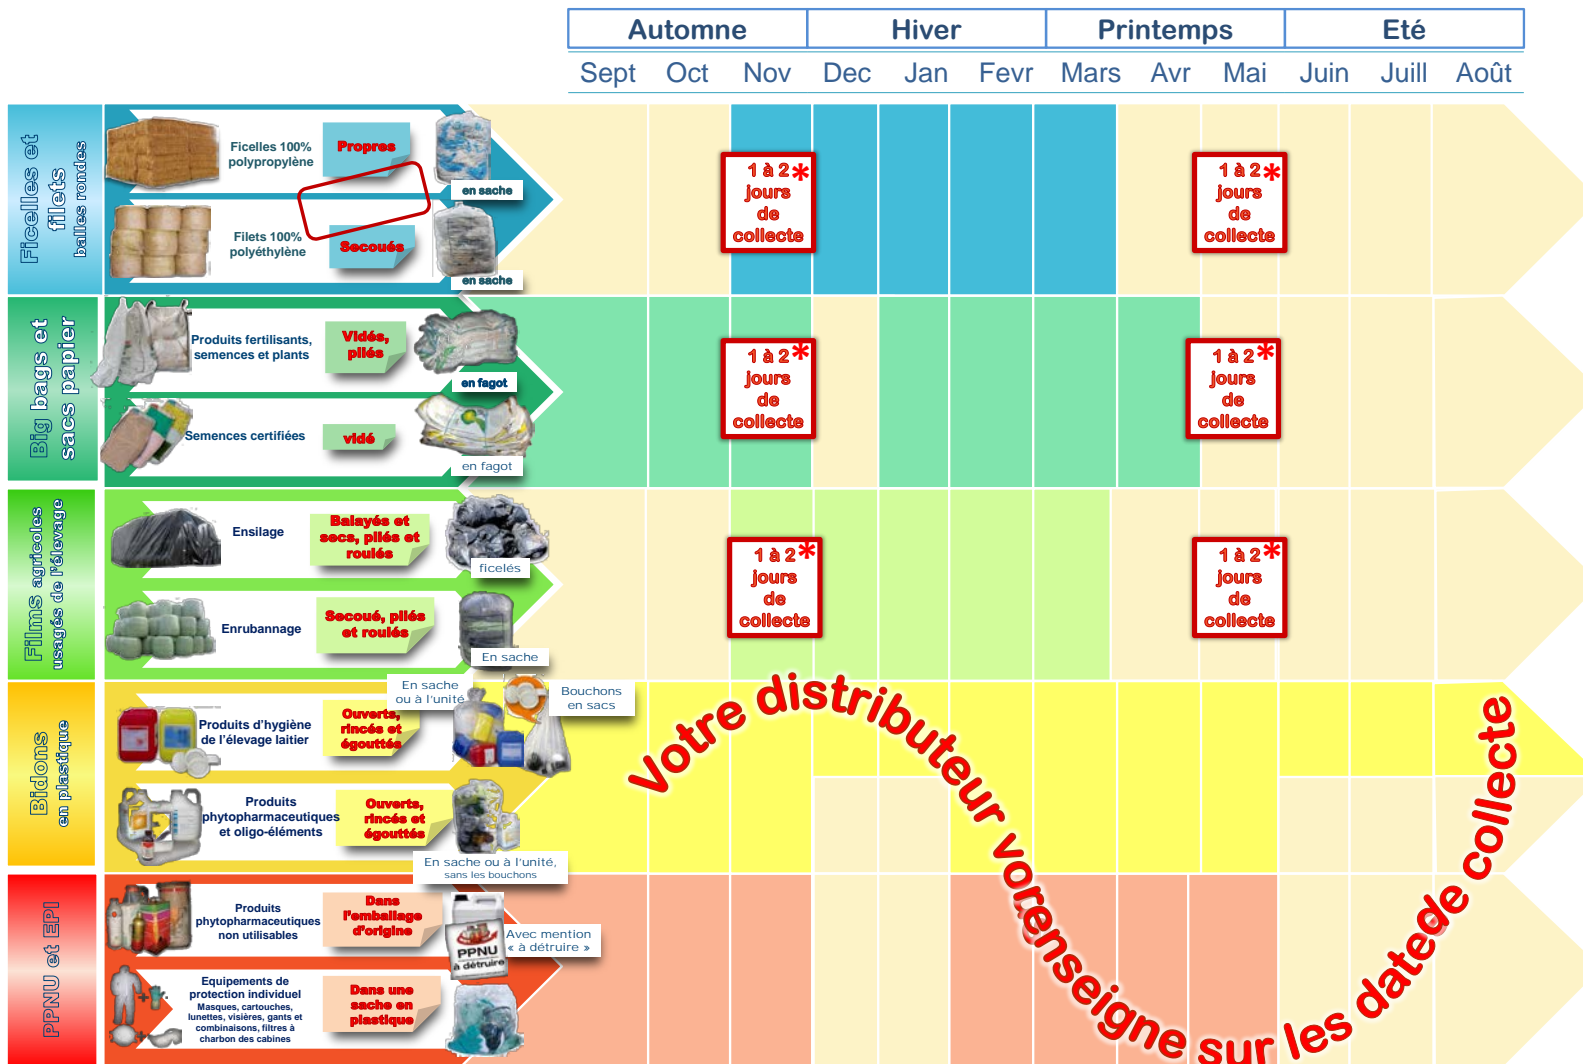 Automne Hiver Printemps Eté
Sept Oct Nov Dec Jan Fevr Mars Avr Mai Juin Juill Août
Ficelles et
filets
balles rondes
Ficelles 100%
polypropylène
Propres
en sache
Filets 100%
polyéthylène
Secoués
en sache
1 à 2 *
jours
de
collecte
1 à 2 *
jours
de
collecte
Big bags et
sacs papier
Produits fertilisants,
semences et plants
Vidés,
pliés
en fagot
Semences certifiées
vidé
en fagot
1 à 2 *
jours
de
collecte
1 à 2 *
jours
de
collecte
Films agricoles
usagés de l'élevage
Ensilage
Balayés et
secs, pliés et
roulés
ficelés
Enrubannage
Secoué, pliés
et roulés
En sache
1 à 2 *
jours
de
collecte
1 à 2 *
jours
de
collecte
Bidons
en plastique
Produits d'hygiène
de l'élevage laitier
Ouverts,
rincés et
égouttés
En sache
ou à l'unité
Bouchons
en sacs
Produits
phytopharmaceutiques
et oligo-éléments
Ouverts,
rincés et
égouttés
En sache ou à l'unité,
sans les bouchons
PPNU et EPI
Produits
phytopharmaceutiques
non utilisables
Dans
l'emballage
d'origine
PPNU
à détruire
Avec mention
« à détruire »
Equipements de
protection individuel
Masques, cartouches,
lunettes, visières, gants et
combinaisons, filtres à
charbon des cabines
Dans une
sache en
plastique
Votre distributeur vorenseigne sur les datede collecte